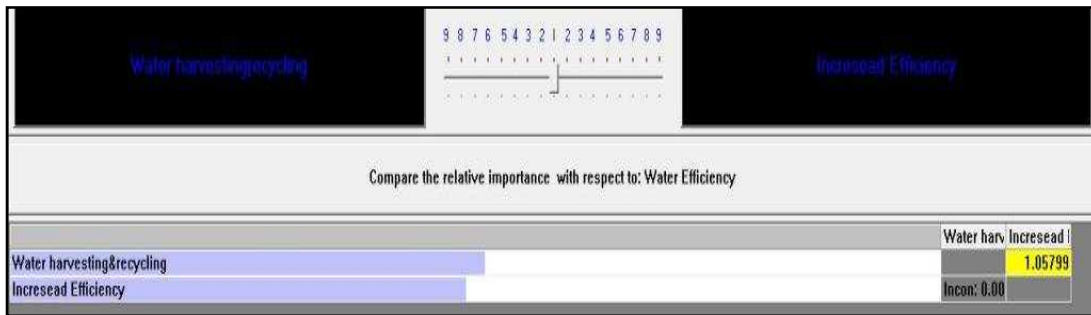 9 8 7 6 5 4 3 2 1 2 3 4 5 6 7 8 9
Water harvesting&recycling
Incresead Efficiency
Compare the relative importance with respect to: Water Efficiency
Water harv Incresead
Water harvesting&recycling 1.05799
Incresead Efficiency Incon: 0.00